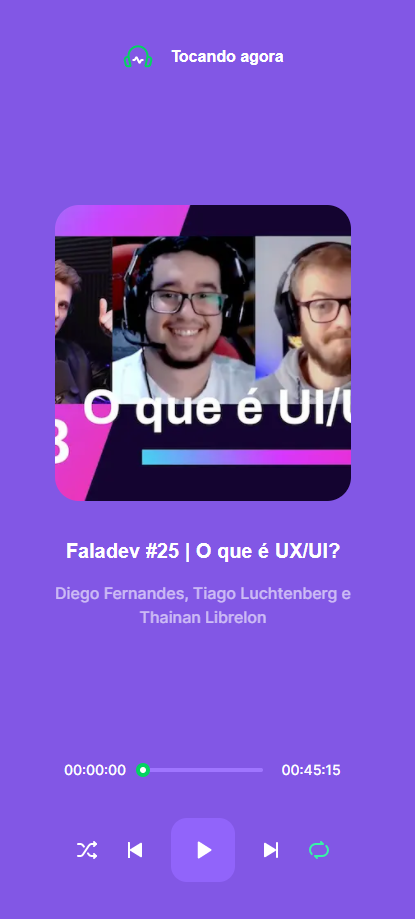 Tocando agora
O que é UI/U
3
Faladev #25 | O que é UX/UI?
Diego Fernandes, Tiago Luchtenberg e
Thainan Librelon
00:00:00 00:45:15